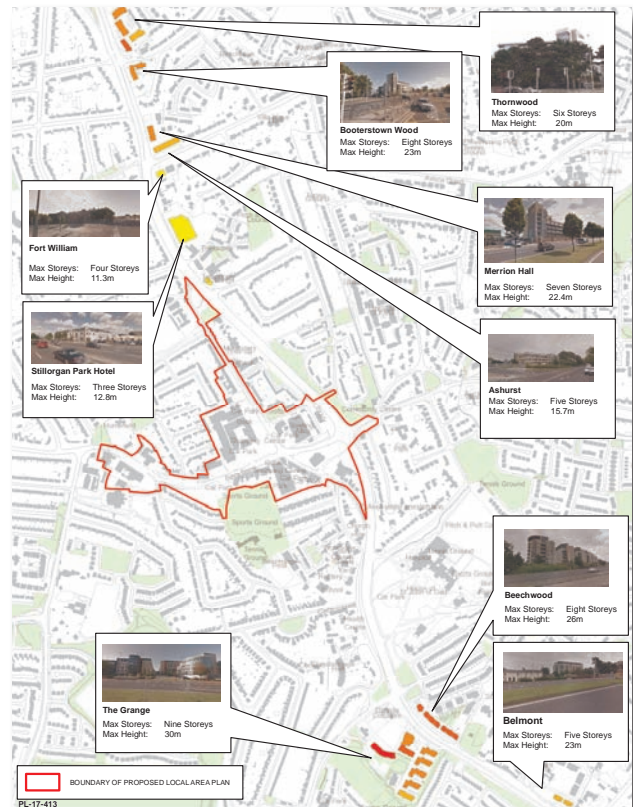 Thornwood
Max Storeys: Six Storeys
Max Height: 20m
Booterstown Wood
Max Storeys: Eight Storeys
Max Height: 23m
Fort William
Max Storeys: Four Storeys
Max Height: 11.3m
Merrion Hall
Max Storeys: Seven Storeys
Max Height: 22.4m
Stillorgan Park Hotel
Max Storeys: Three Storeys
Max Height: 12.8m
Ashurst
Max Storeys: Five Storeys
Max Height: 15.7m
Sports Ground
Tennis Ground
Beechwood
Max Storeys: Eight Storeys
Max Height: 26m
The Grange
Max Storeys: Nine Storeys
Max Height: 30m
Belmont
Max Storeys: Five Storeys
Max Height: 23m
BOUNDARY OF PROPOSED LOCAL AREA PLAN
PL-17-413